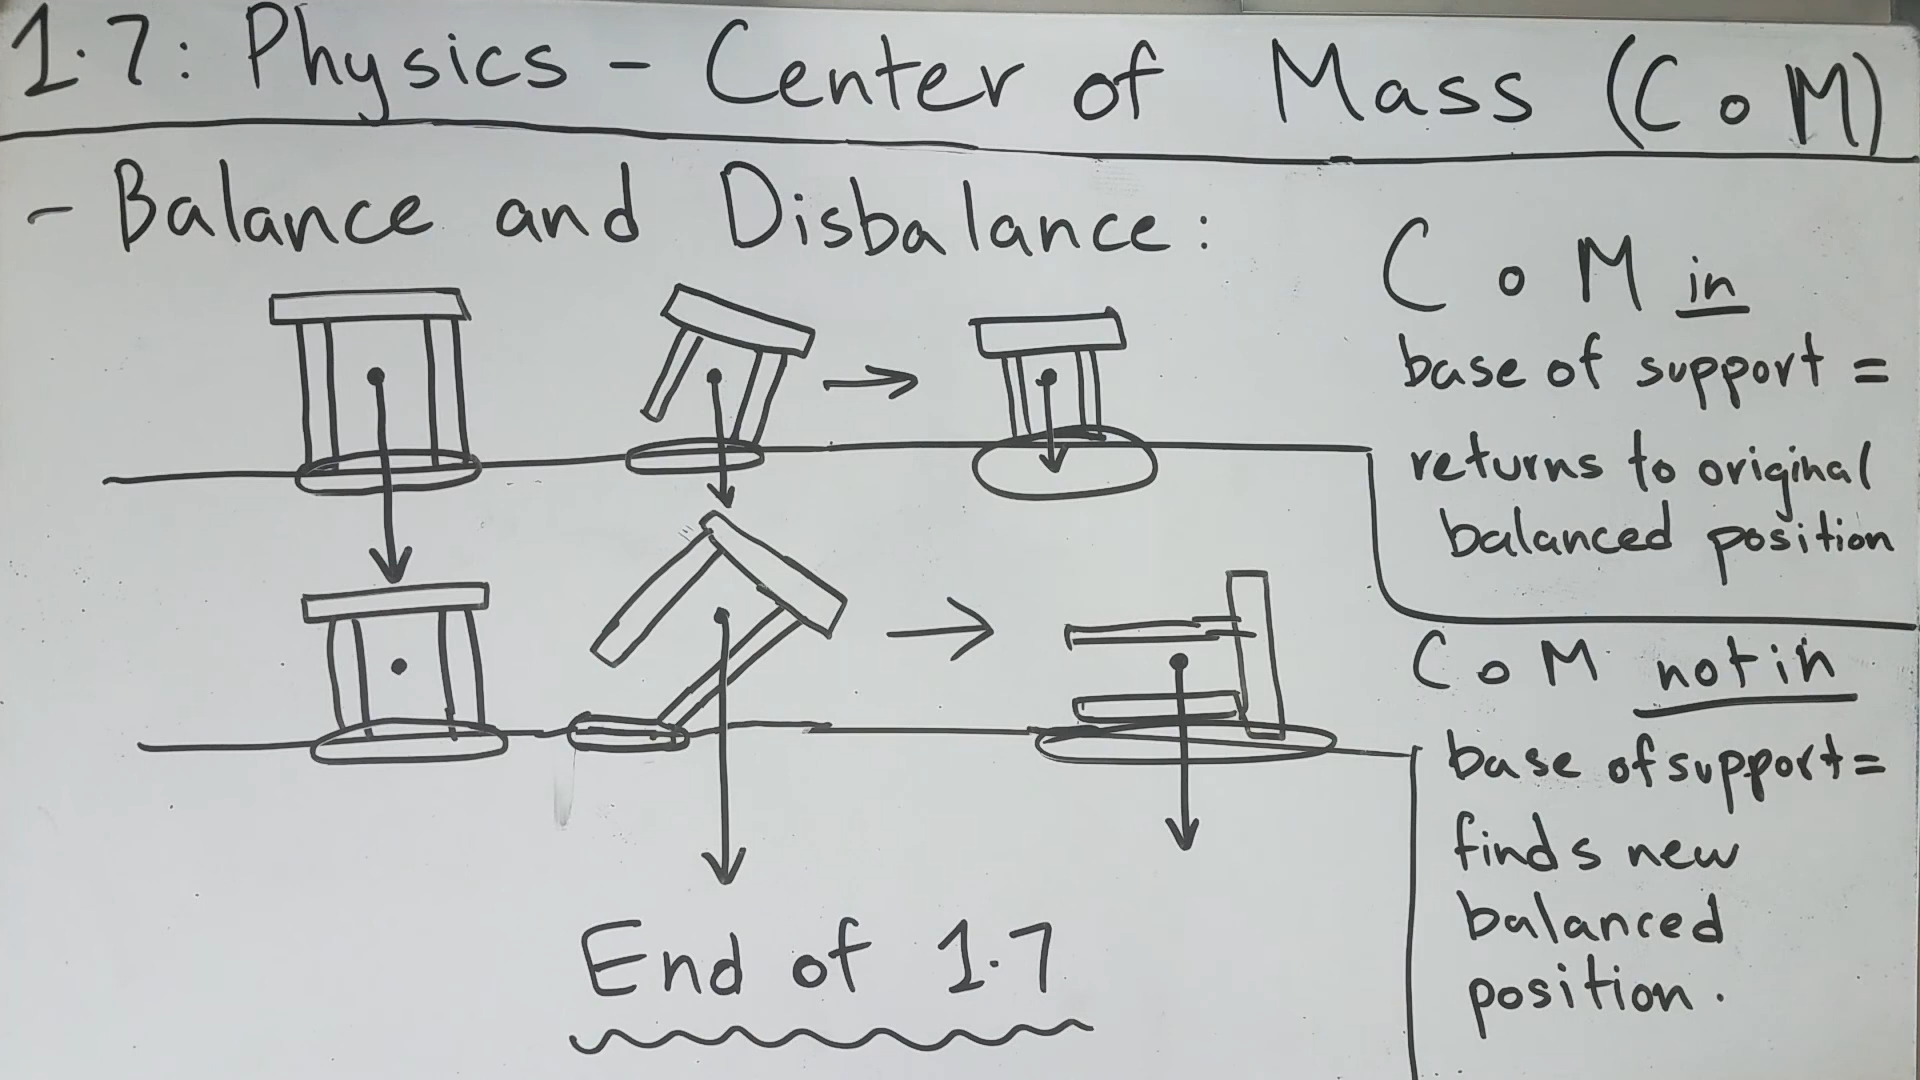 1.7: Physics - Center of Mass (CoM)
- Balance and Disbalance:
CoM in
base of support =
returns to original
balanced position
CoM not in
base of support =
finds new
balanced
position.
End of 1.7